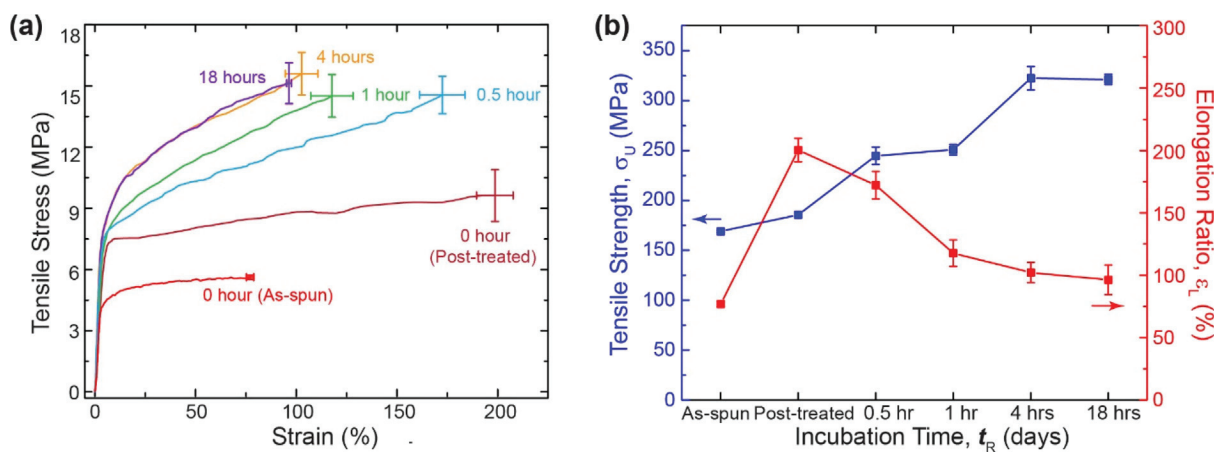 (a)
Tensile Stress (MPa)
18
15
12
9
6
3
0
0
50
100
150
200
Strain (%)
18 hours
4 hours
1 hour
0.5 hour
0 hour
(Post-treated)
0 hour (As-spun)
(b)
Tensile Strength, σU (MPa)
350
300
250
200
150
100
50
0
As-spun
Post-treated
0.5 hr
1 hr
4 hrs
18 hrs
Incubation Time, tR (days)
300
250
200
150
100
50
0
Elongation Ratio, εL (%)